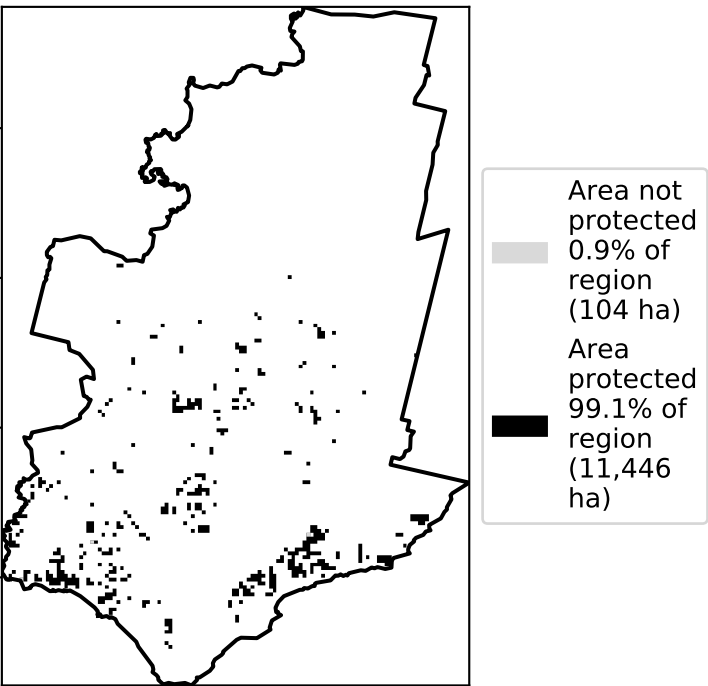 Area not
protected
0.9% of
region
(104 ha)
Area
protected
99.1% of
region
(11,446
ha)